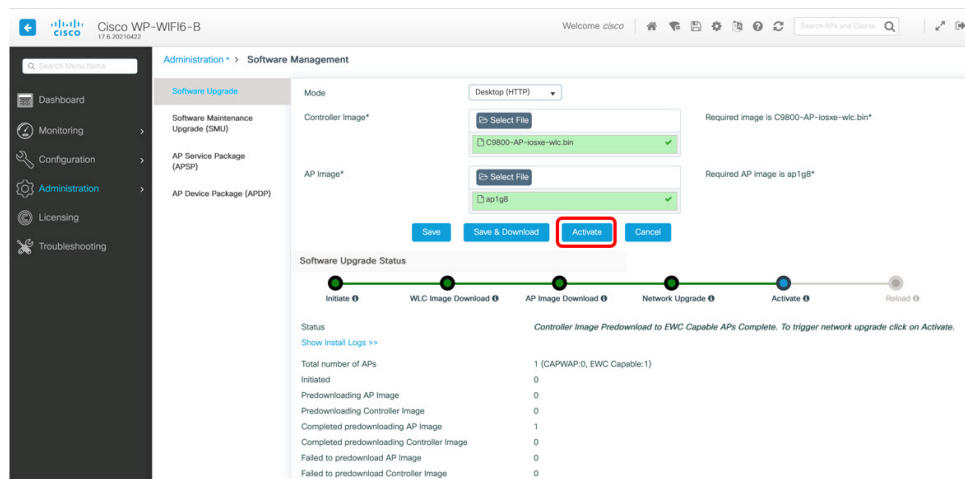 CISCO
Cisco WP-WIFI6-B
17.6.20210422
Welcome cisco
Search APs and Clients
Search Menu Items
Dashboard
Monitoring
Configuration
Administration
Licensing
Troubleshooting
Administration > Software Management
Software Upgrade
Software Maintenance
Upgrade (SMU)
AP Service Package
(APSP)
AP Device Package (APDP)
Mode
Desktop (HTTP)
Controller Image*
Select File
Required image is C9800-AP-iosxe-wlc.bin*
C9800-AP-iosxe-wlc.bin
AP Image*
Select File
Required AP image is ap1g8*
ap1g8
Save
Save & Download
Activate
Cancel
Software Upgrade Status
Initiate
WLC Image Download
AP Image Download
Network Upgrade
Activate
Reload
Status
Controller Image Predownload to EWC Capable APs Complete. To trigger network upgrade click on Activate.
Show Install Logs >>
Total number of APs 1 (CAPWAP:0, EWC Capable:1)
Initiated 0
Predownloading AP Image 0
Predownloading Controller Image 0
Completed predownloading AP Image 1
Completed predownloading Controller Image 0
Failed to predownload AP Image 0
Failed to predownload Controller Image 0